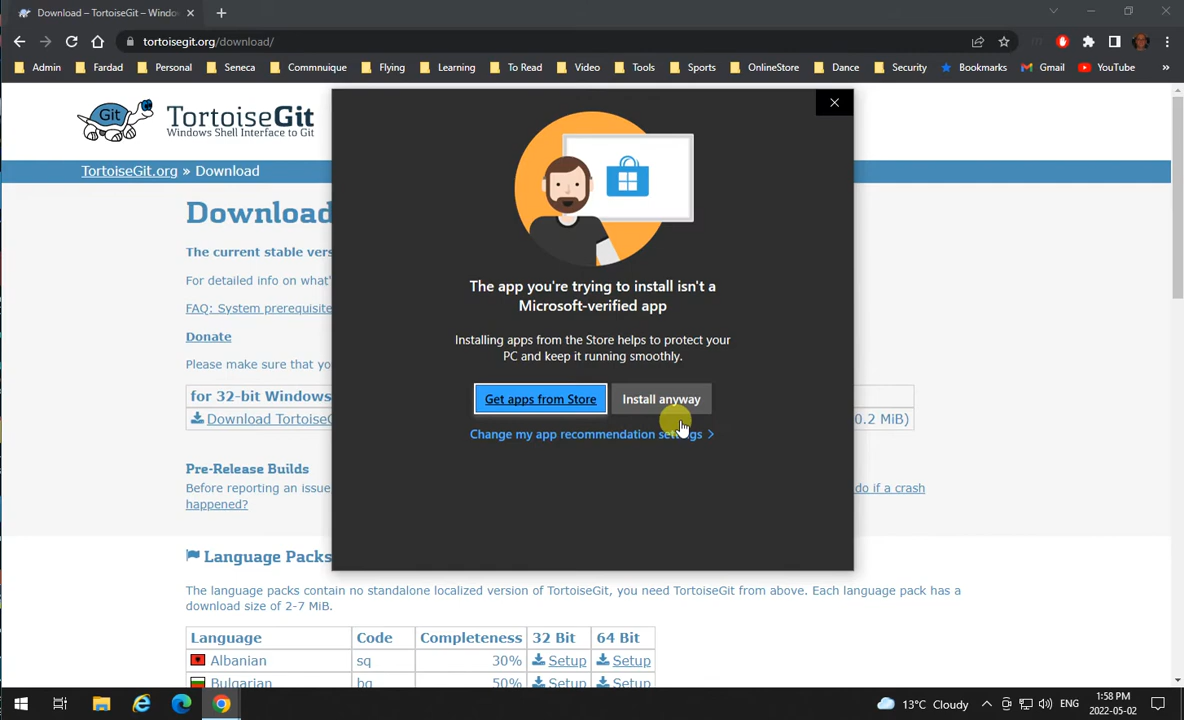 Download – TortoiseGit – Windo
tortoisegit.org/download/
Admin
Fardad
Personal
Seneca
Commnuique
Flying
Learning
To Read
Video
Tools
Sports
OnlineStore
Dance
Security
Bookmarks
Gmail
YouTube
»
Git
TortoiseGit
Windows Shell Interface to Git
TortoiseGit.org » Download
Download
The current stable vers
For detailed info on what'
FAQ: System prerequisite
Donate
Please make sure that yo
for 32-bit Windows
Download TortoiseG
0.2 MiB)
Pre-Release Builds
Before reporting an issue
do if a crash
happened?
The app you're trying to install isn't a
Microsoft-verified app
Installing apps from the Store helps to protect your
PC and keep it running smoothly.
Get apps from Store
Install anyway
Change my app recommendation settings >
Language Packs
The language packs contain no standalone localized version of TortoiseGit, you need TortoiseGit from above. Each language pack has a
download size of 2-7 MiB.
Language Code Completeness 32 Bit 64 Bit
Albanian sq 30% Setup Setup
Bulgarian bg 50% Setup Setup
13°C Cloudy
ENG
1:58 PM
2022-05-02